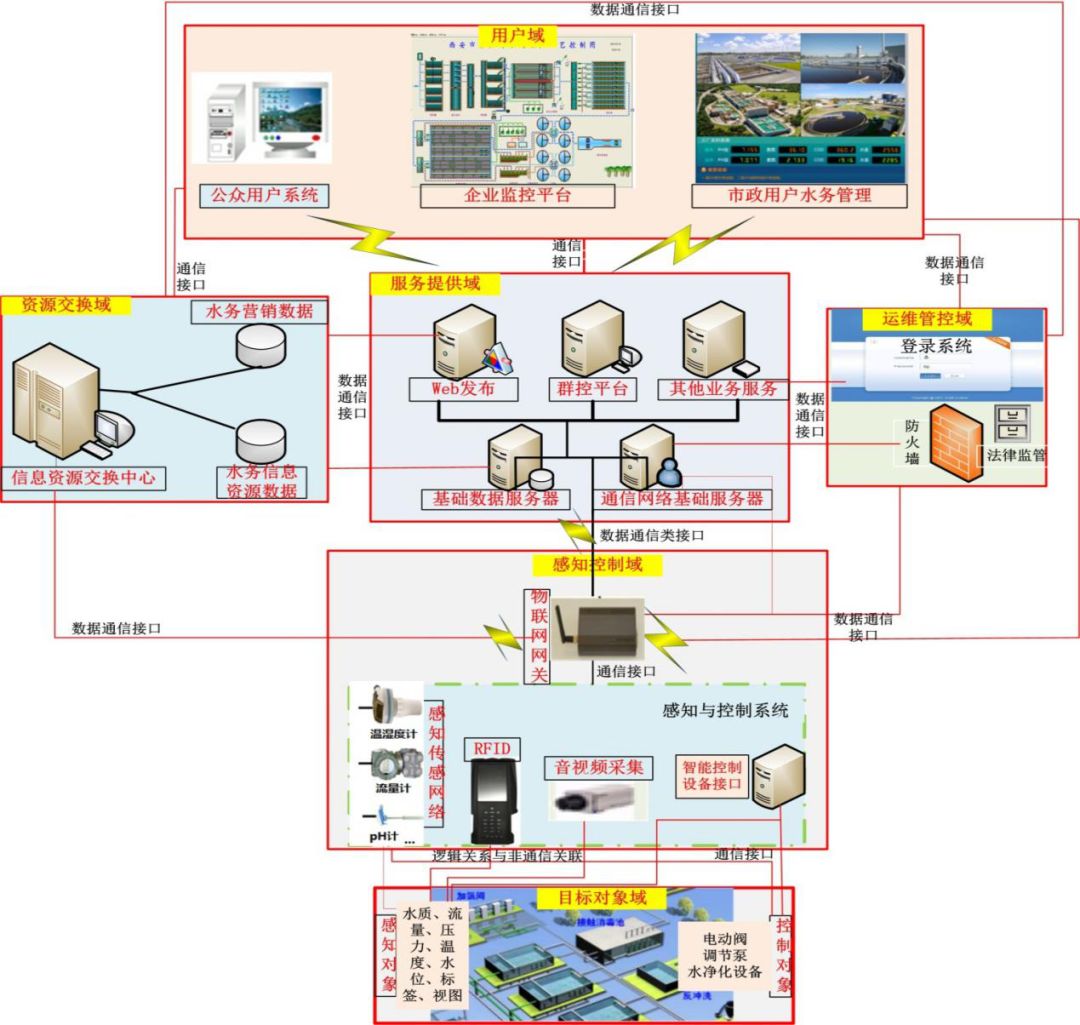 数据通信接口
用户域
公众用户系统
企业监控平台
市政用户水务管理
通信
接口
通信
接口
数据通信
接口
资源交换域
水务营销数据
信息资源交换中心
水务信息
资源数据
服务提供域
Web发布
群控平台
其他业务服务
基础数据服务器
通信网络基础服务器
数据
通信
接口
数据
通信
接口
运维管控域
登录系统
防
火
墙
法律监管
数据通信类接口
感知控制域
物
联
网
网
关
数据通信接口
数据通信
接口
通信接口
感知与控制系统
温湿度计
流量计
pH计 ...
感
知
传
感
网
络
RFID
音视频采集
智能控制
设备接口
逻辑关系与非通信关联
通信接口
目标对象域
加氯间
接触消毒池
反冲洗
感
知
对
象
水质、流
量、压
力、温
度、水
位、标
签、视图
电动阀
调节泵
水净化设备
控
制
对
象